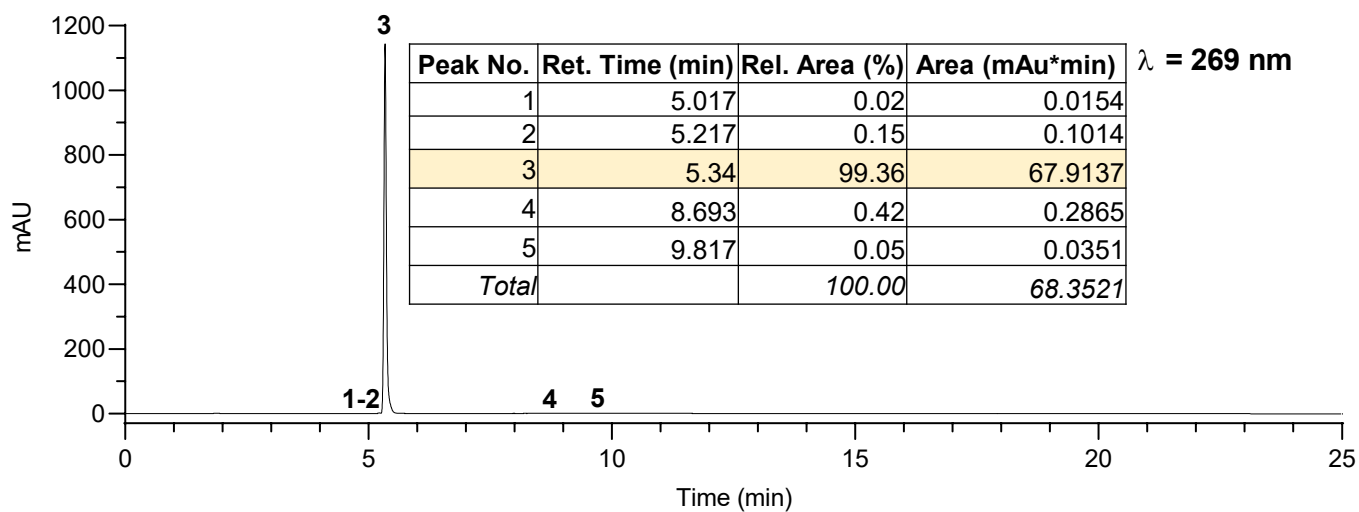 1200
1000
800
600
400
200
0
mAU
3
Peak No. Ret. Time (min) Rel. Area (%) Area (mAu*min)
1 5.017 0.02 0.0154
2 5.217 0.15 0.1014
3 5.34 99.36 67.9137
4 8.693 0.42 0.2865
5 9.817 0.05 0.0351
Total 100.00 68.3521
λ = 269 nm
1-2
4
5
0 5 10 15 20 25
Time (min)